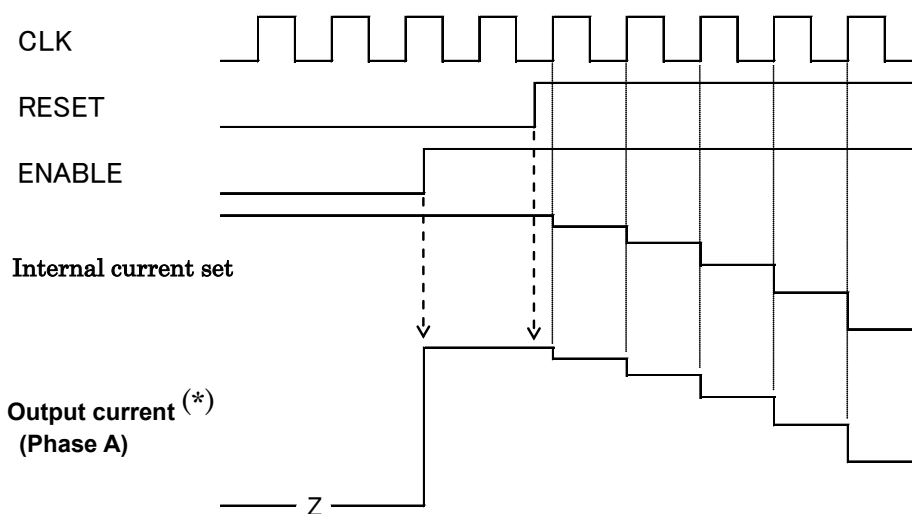 CLK
RESET
ENABLE
Internal current set
Output current (*)
(Phase A)
Z